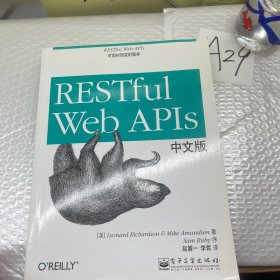 RESTful Web APIs
RESTful
Web APIs
中文版
A29
[美] Leonard Richardson & Mike Amundsen 著
Sam Ruby 序
赵震一 李哲 译
O'REILLY®
电子工业出版社